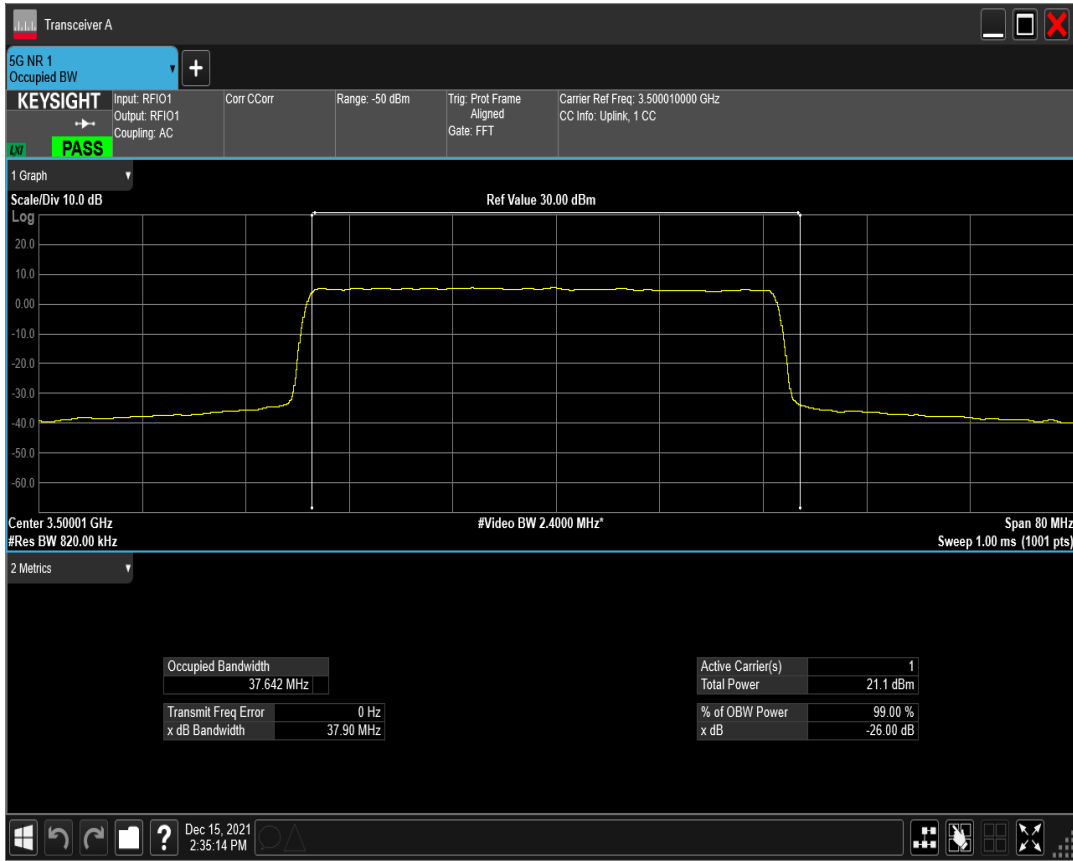 Transceiver A
5G NR 1
Occupied BW
KEYSIGHT
LXI
PASS
Input: RFIO1
Output: RFIO1
Coupling: AC
Corr CCorr
Range: -50 dBm
Trig: Prot Frame
Aligned
Gate: FFT
Carrier Ref Freq: 3.500010000 GHz
CC Info: Uplink, 1 CC
1 Graph
Scale/Div 10.0 dB
Ref Value 30.00 dBm
Log
20.0
10.0
0.00
-10.0
-20.0
-30.0
-40.0
-50.0
-60.0
Center 3.50001 GHz
#Video BW 2.4000 MHz*
Span 80 MHz
#Res BW 820.00 kHz
Sweep 1.00 ms (1001 pts)
2 Metrics
Occupied Bandwidth
37.642 MHz
Transmit Freq Error 0 Hz
x dB Bandwidth 37.90 MHz
Active Carrier(s) 1
Total Power 21.1 dBm
% of OBW Power 99.00 %
x dB -26.00 dB
?
Dec 15, 2021
2:35:14 PM